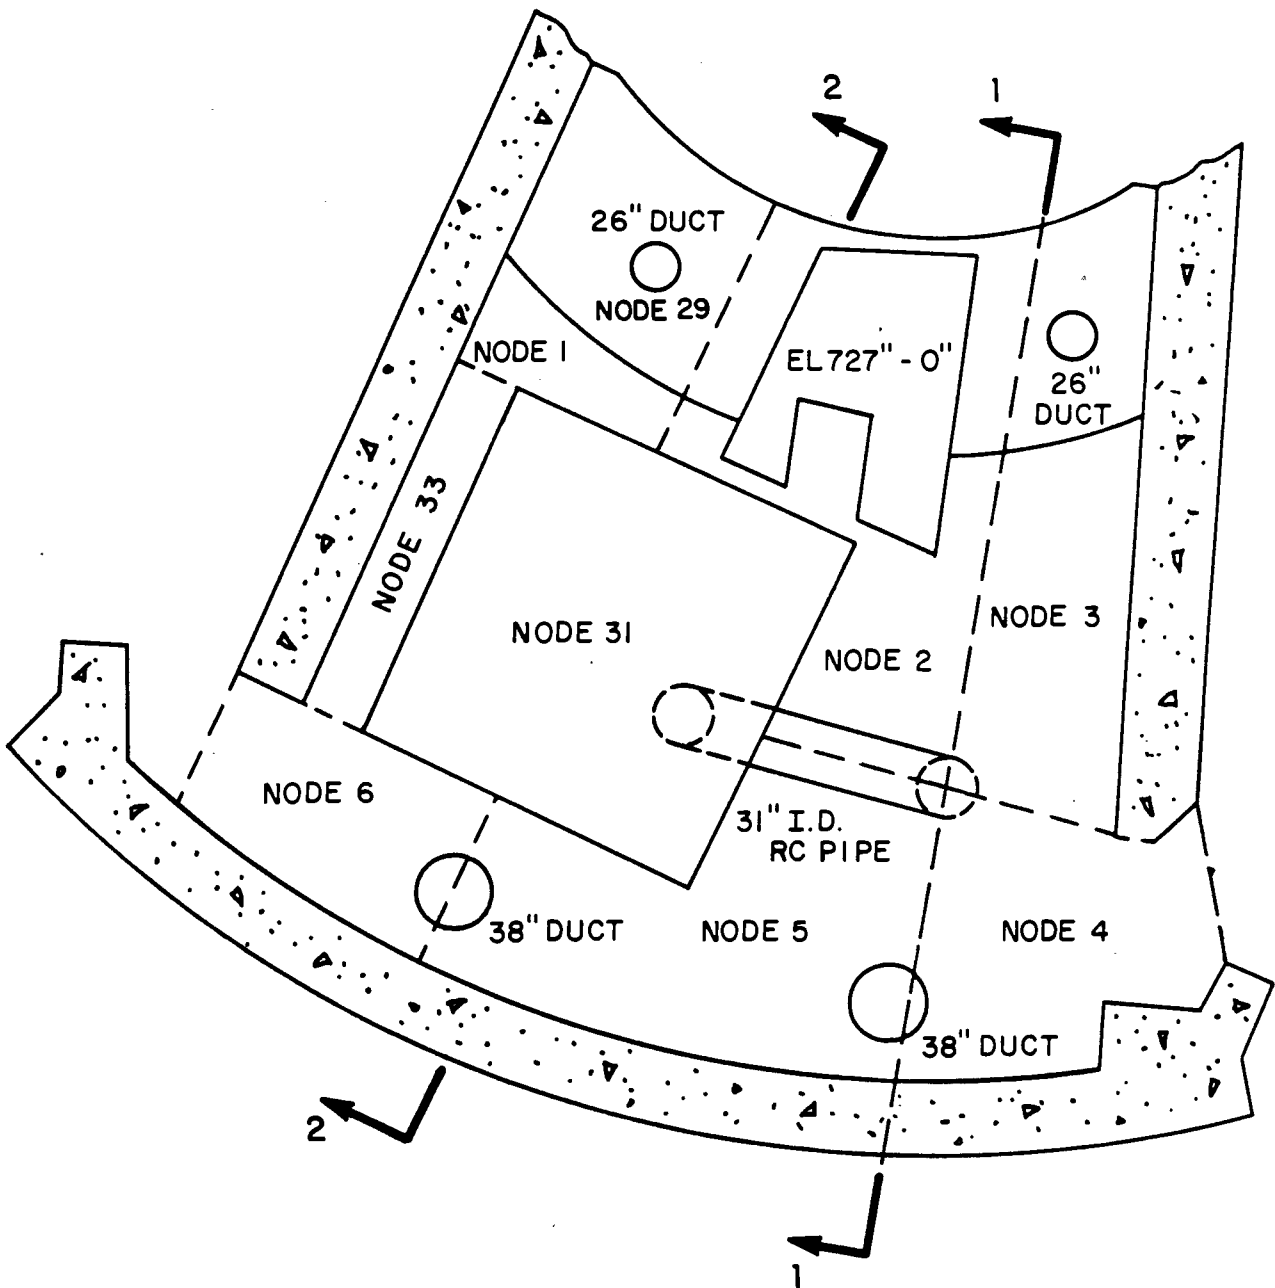 2
1
26" DUCT
NODE 29
NODE 1
EL727"-0"
26"
DUCT
NODE 33
NODE 31
NODE 3
NODE 2
NODE 6
31" I.D.
RC PIPE
38" DUCT
NODE 5
NODE 4
38" DUCT
2
1